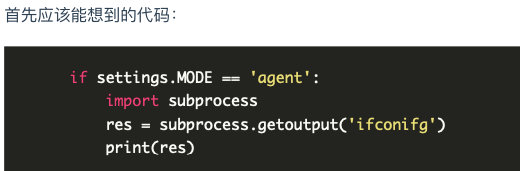 首先应该能想到的代码：
if settings.MODE == 'agent':
    import subprocess
    res = subprocess.getoutput('ifconifg')
    print(res)